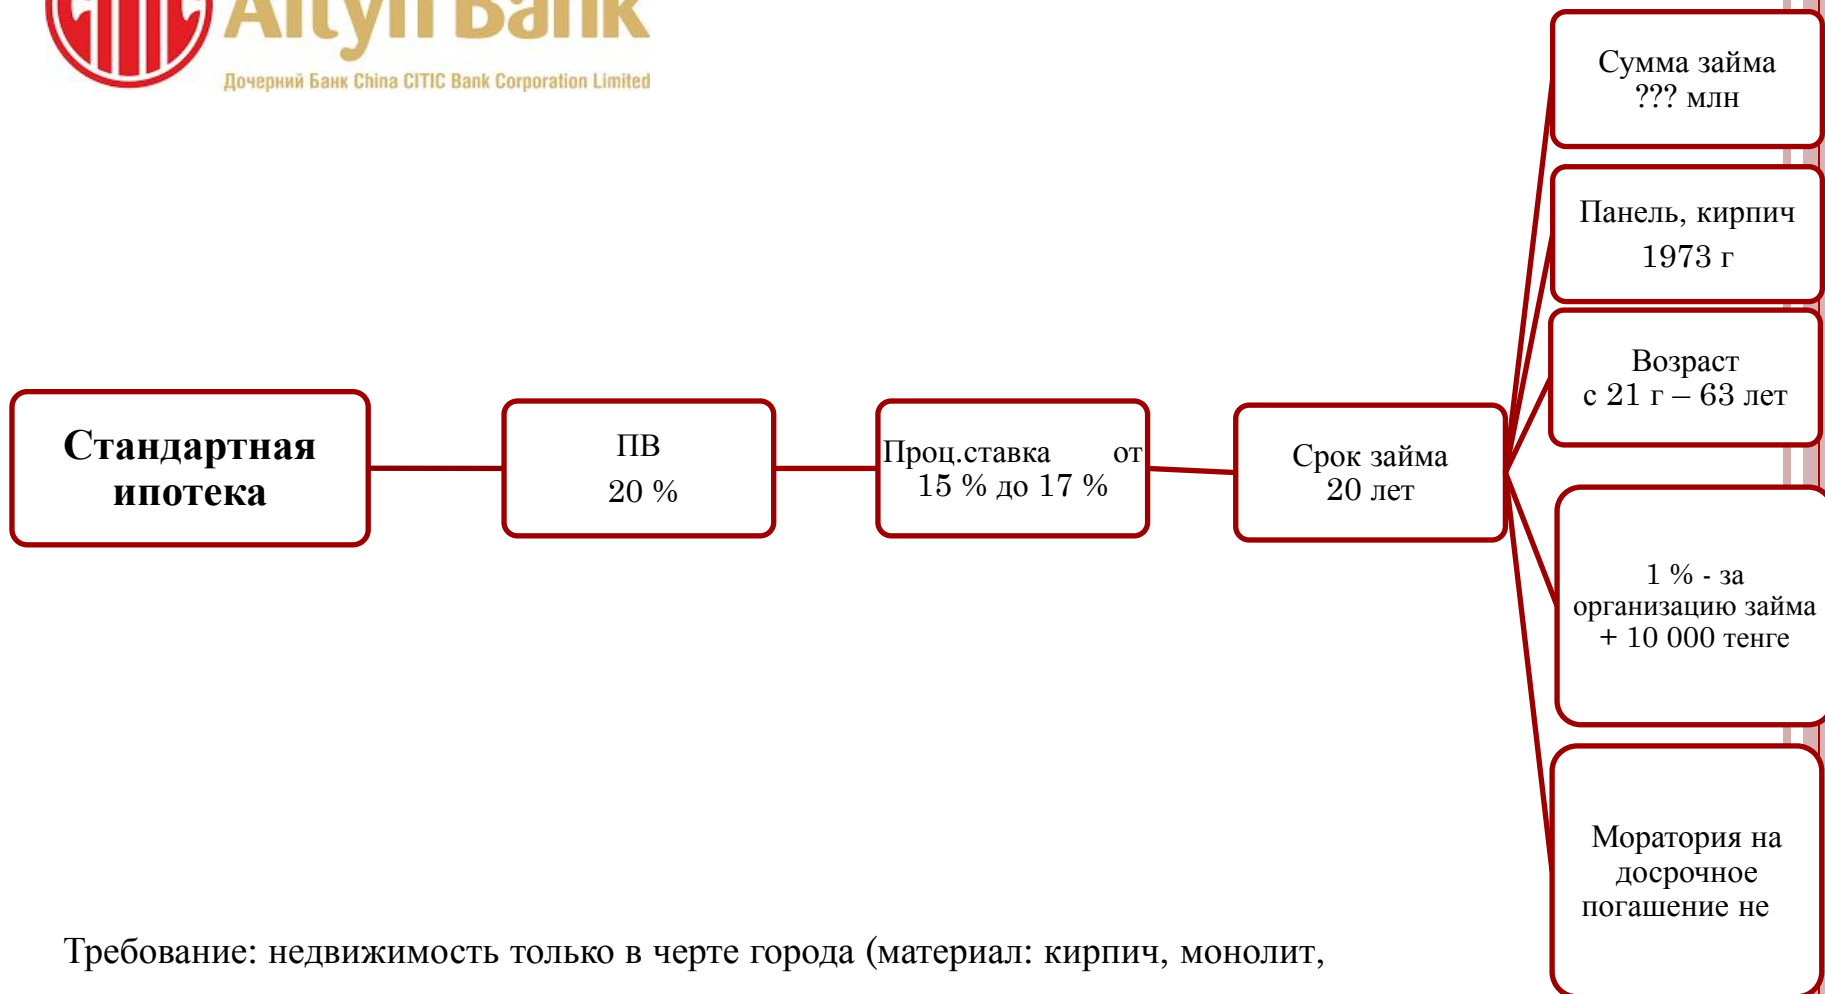 Altyn Bank
Дочерний Банк China CITIC Bank Corporation Limited
Стандартная
ипотека
ПВ
20 %
Проц.ставка от
15 % до 17 %
Срок займа
20 лет
Сумма займа
??? млн
Панель, кирпич
1973 г
Возраст
с 21 г – 63 лет
1 % - за
организацию займа
+ 10 000 тенге
Моратория на
досрочное
погашение не
Требование: недвижимость только в черте города (материал: кирпич, монолит,